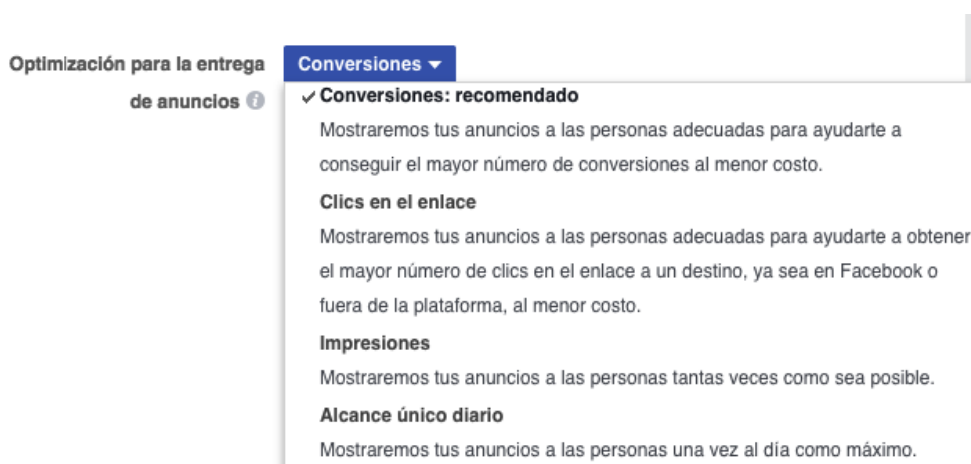 Optimización para la entrega
de anuncios
Conversiones
Conversiones: recomendado
Mostraremos tus anuncios a las personas adecuadas para ayudarte a
conseguir el mayor número de conversiones al menor costo.
Clics en el enlace
Mostraremos tus anuncios a las personas adecuadas para ayudarte a obtener
el mayor número de clics en el enlace a un destino, ya sea en Facebook o
fuera de la plataforma, al menor costo.
Impresiones
Mostraremos tus anuncios a las personas tantas veces como sea posible.
Alcance único diario
Mostraremos tus anuncios a las personas una vez al día como máximo.